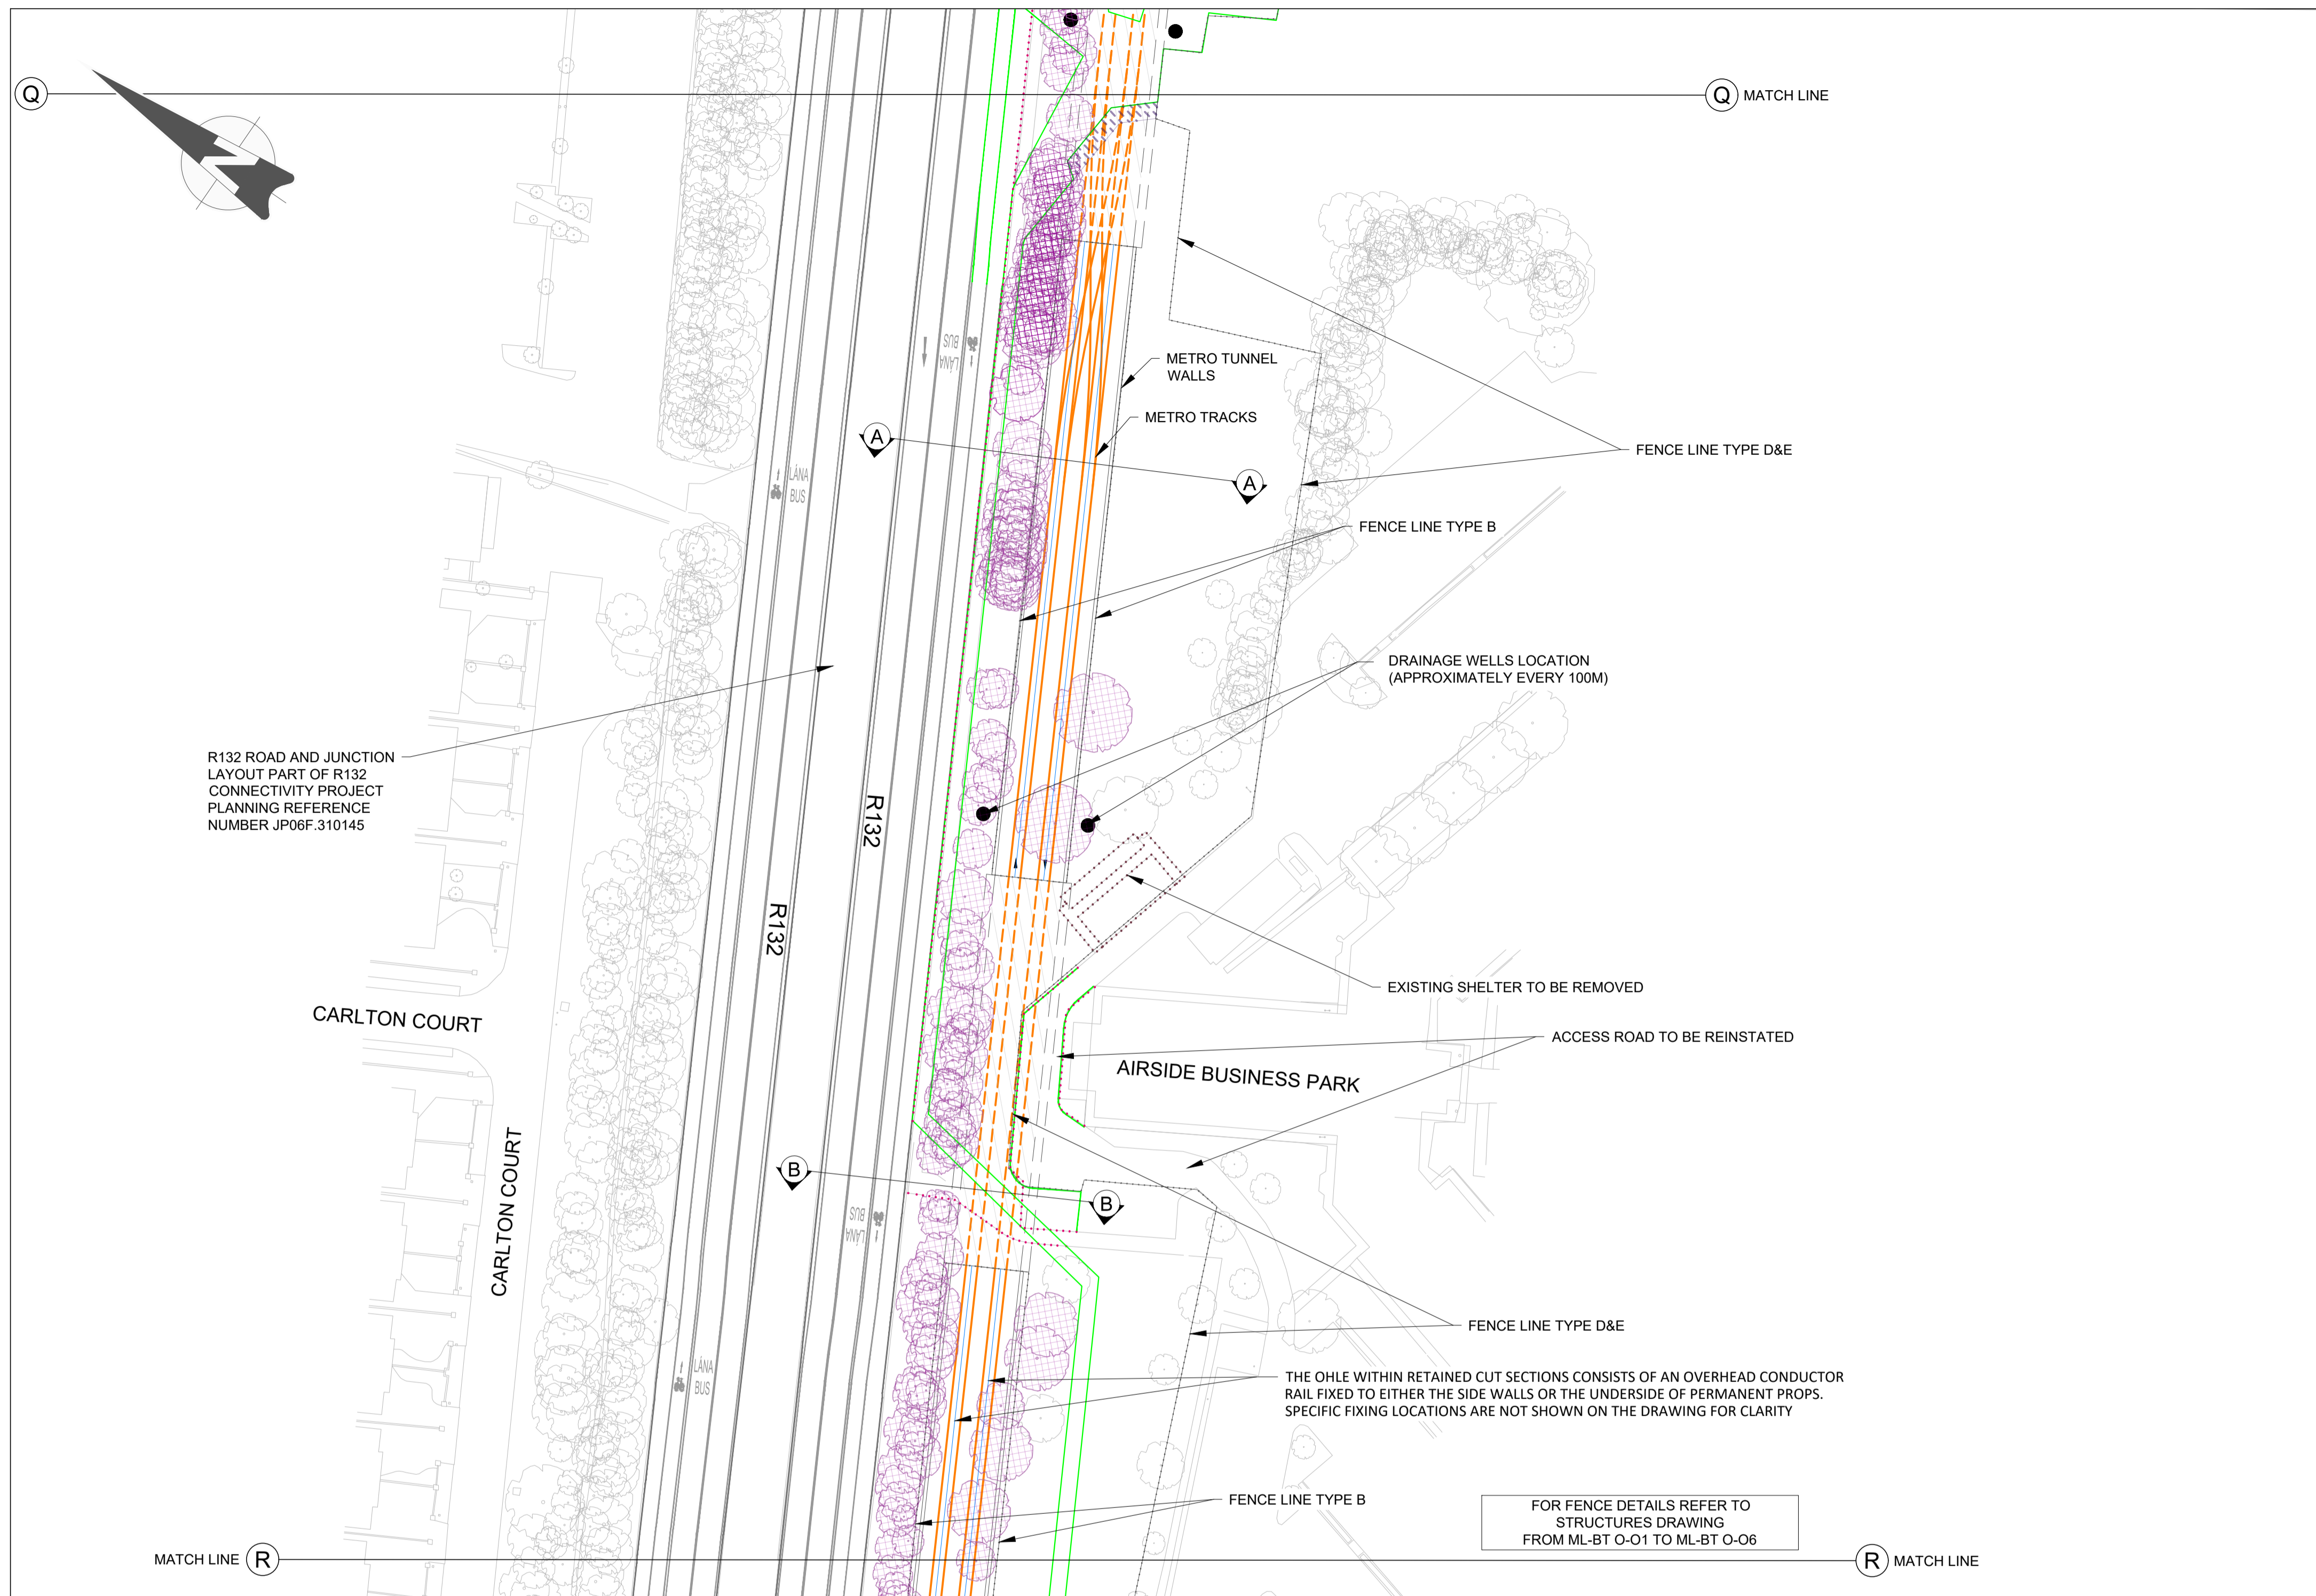 Q
Q MATCH LINE
N
LÁNA
BUS
METRO TUNNEL
WALLS
METRO TRACKS
A
A
FENCE LINE TYPE D&E
LÁNA
BUS
FENCE LINE TYPE B
DRAINAGE WELLS LOCATION
(APPROXIMATELY EVERY 100M)
R132 ROAD AND JUNCTION
LAYOUT PART OF R132
CONNECTIVITY PROJECT
PLANNING REFERENCE
NUMBER JP06F.310145
R132
R132
EXISTING SHELTER TO BE REMOVED
CARLTON COURT
ACCESS ROAD TO BE REINSTATED
AIRSIDE BUSINESS PARK
CARLTON COURT
B
B
LÁNA
BUS
FENCE LINE TYPE D&E
LÁNA
BUS
THE OHLE WITHIN RETAINED CUT SECTIONS CONSISTS OF AN OVERHEAD CONDUCTOR
RAIL FIXED TO EITHER THE SIDE WALLS OR THE UNDERSIDE OF PERMANENT PROPS.
SPECIFIC FIXING LOCATIONS ARE NOT SHOWN ON THE DRAWING FOR CLARITY
FENCE LINE TYPE B
FOR FENCE DETAILS REFER TO
STRUCTURES DRAWING
FROM ML-BT O-O1 TO ML-BT O-O6
MATCH LINE R
R MATCH LINE